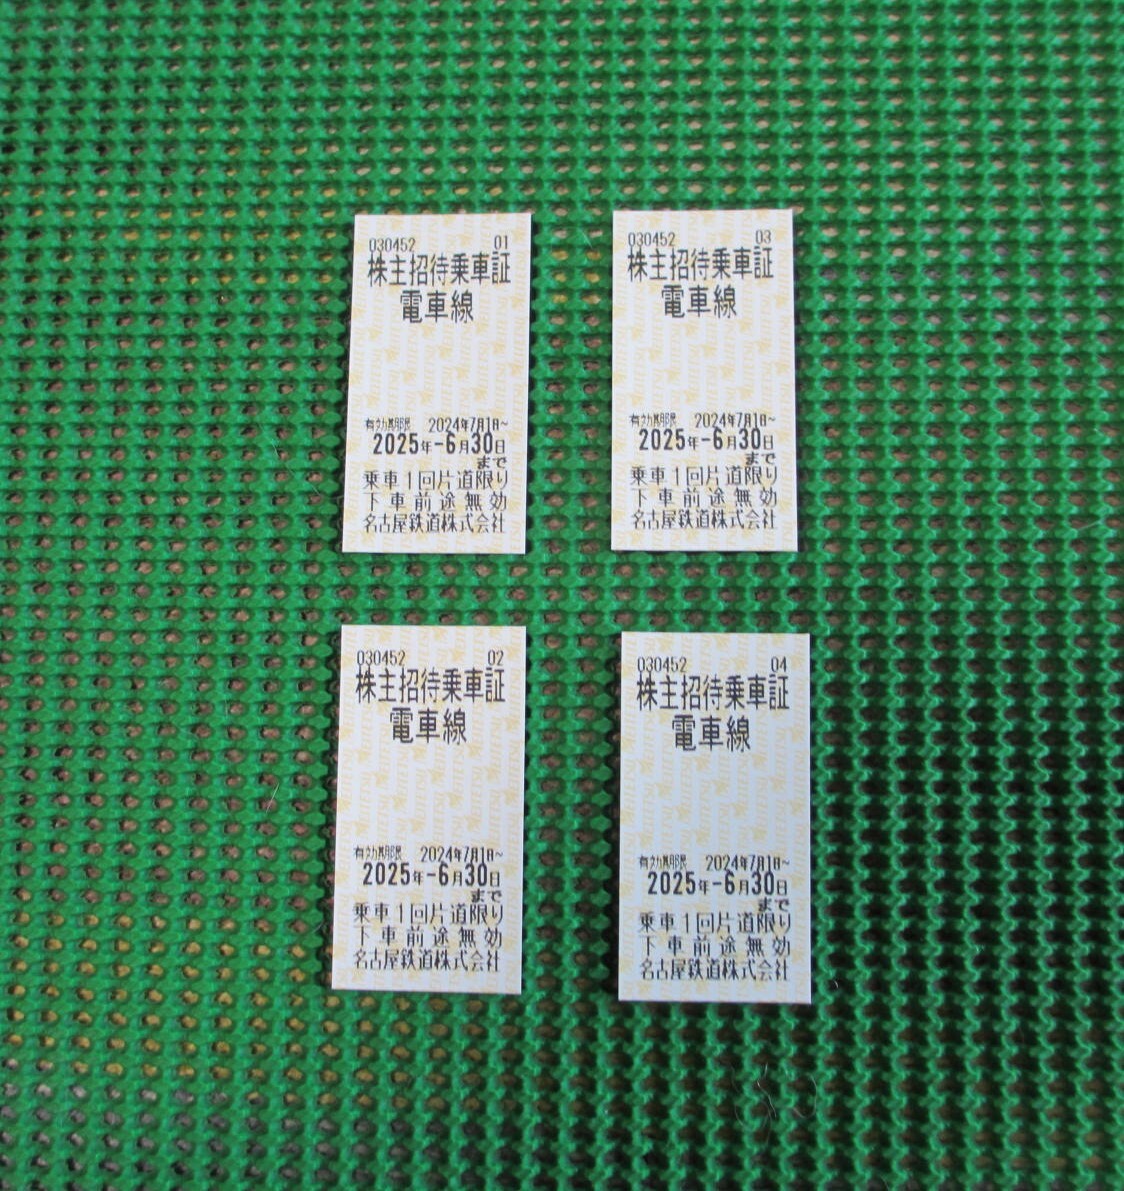 030452 01
株主招待乗車証
電車線
有効期限 2024年7月1日~
2025年-6月30日
まで
乗車1回片道限り
下車前途無効
名古屋鉄道株式会社
030452 03
株主招待乗車証
電車線
有効期限 2024年7月1日~
2025年-6月30日
まで
乗車1回片道限り
下車前途無効
名古屋鉄道株式会社
030452 02
株主招待乗車証
電車線
有効期限 2024年7月1日~
2025年-6月30日
まで
乗車1回片道限り
下車前途無効
名古屋鉄道株式会社
030452 04
株主招待乗車証
電車線
有効期限 2024年7月1日~
2025年-6月30日
まで
乗車1回片道限り
下車前途無効
名古屋鉄道株式会社